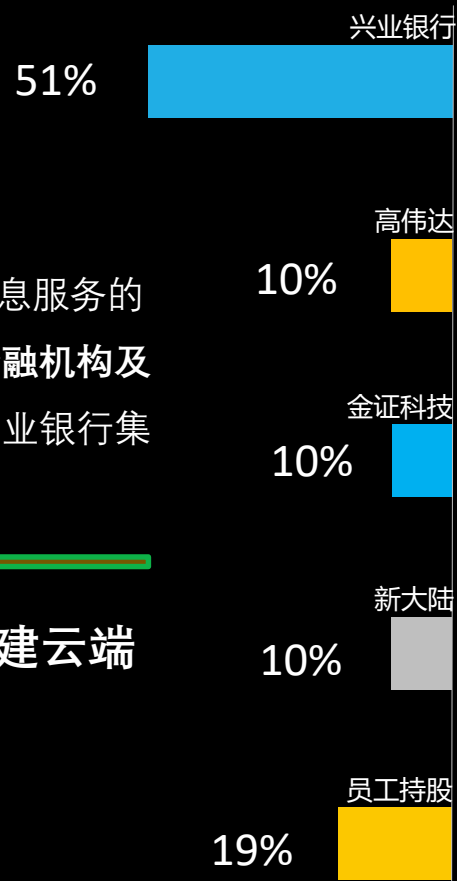 兴业银行
51%
高伟达
10%
息服务的
融机构及
业银行集
金证科技
10%
新大陆
建云端
10%
员工持股
19%